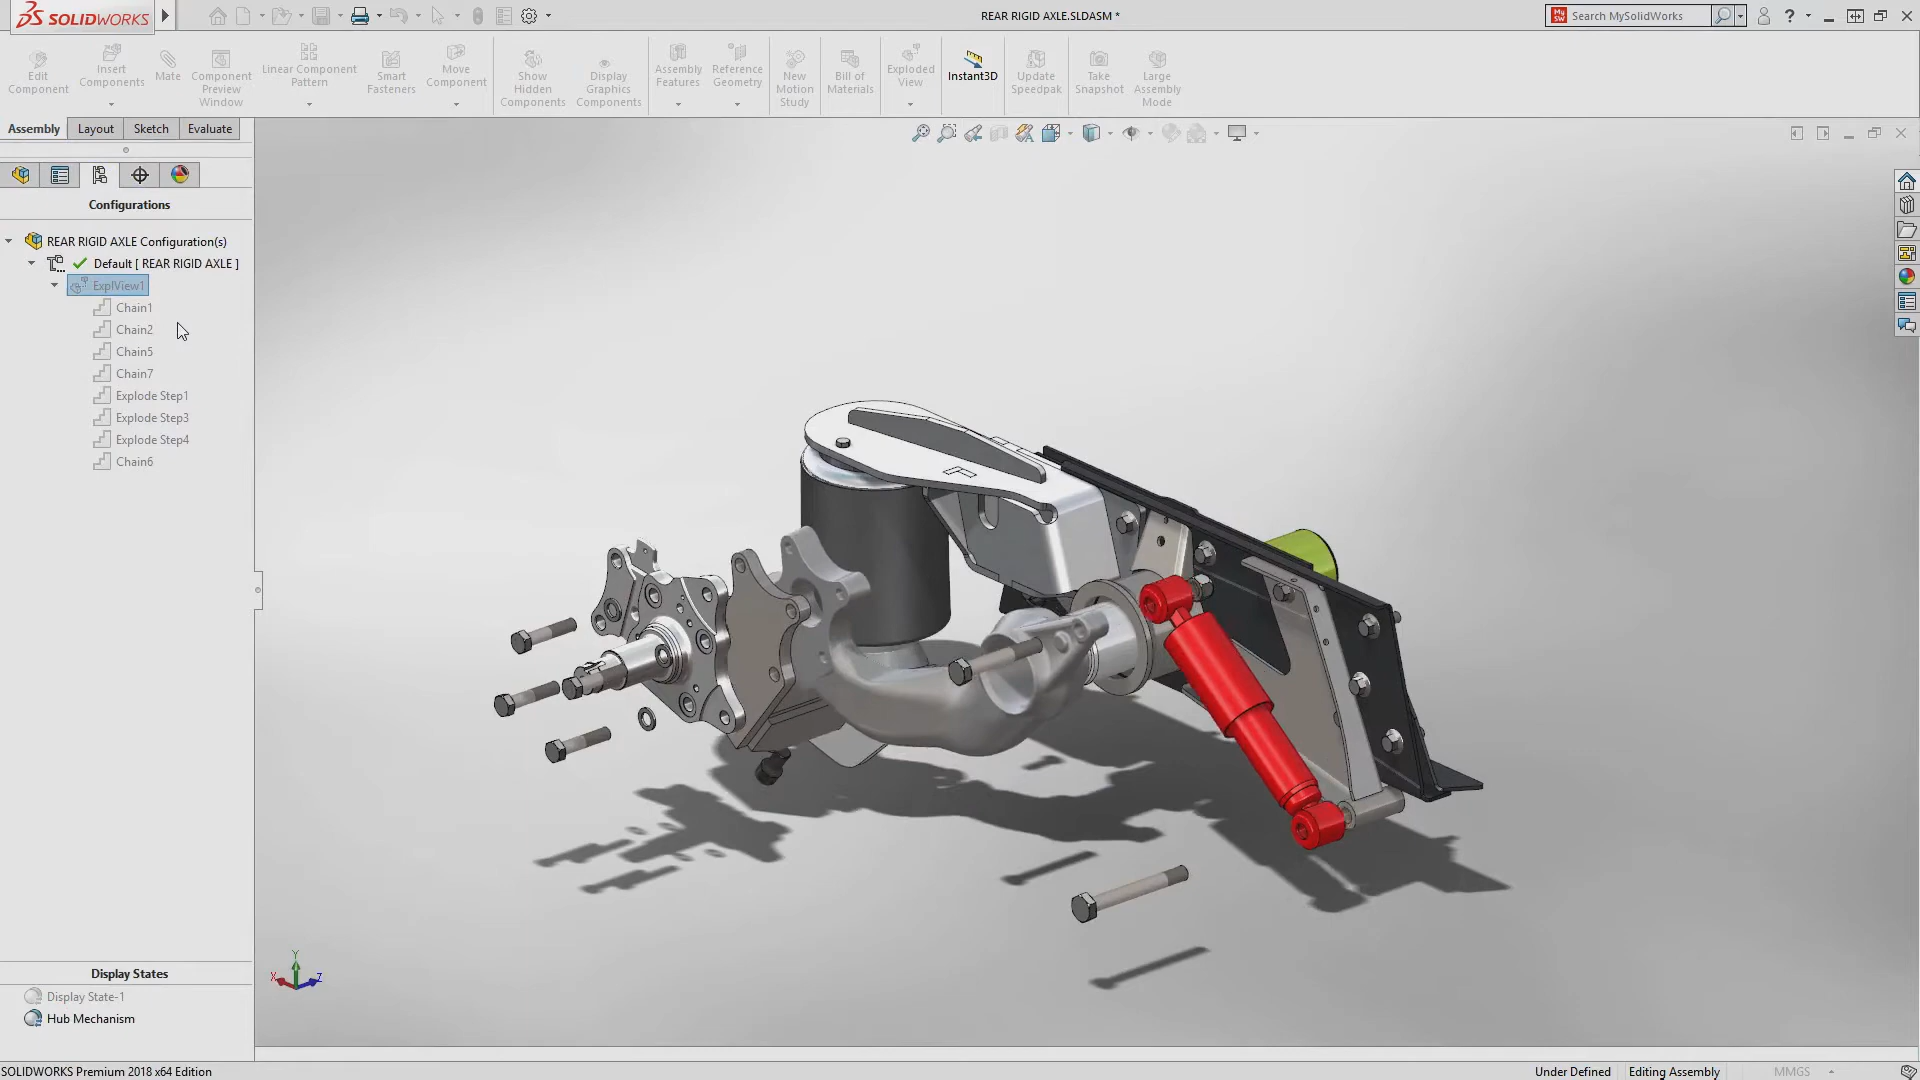 SOLIDWORKS
REAR RIGID AXLE.SLDASM *
Search MySolidWorks
Edit Component
Insert Components
Mate
Component Preview Window
Linear Component Pattern
Smart Fasteners
Move Component
Show Hidden Components
Display Graphics Components
Assembly Features
Reference Geometry
New Motion Study
Bill of Materials
Exploded View
Instant3D
Update Speedpak
Take Snapshot
Large Assembly Mode
Assembly Layout Sketch Evaluate
Configurations
REAR RIGID AXLE Configuration(s)
Default [ REAR RIGID AXLE ]
ExplView1
Chain1
Chain2
Chain5
Chain7
Explode Step1
Explode Step3
Explode Step4
Chain6
Y
X
Z
Display States
Display State-1
Hub Mechanism
SOLIDWORKS Premium 2018 x64 Edition
Under Defined
Editing Assembly
MMGS